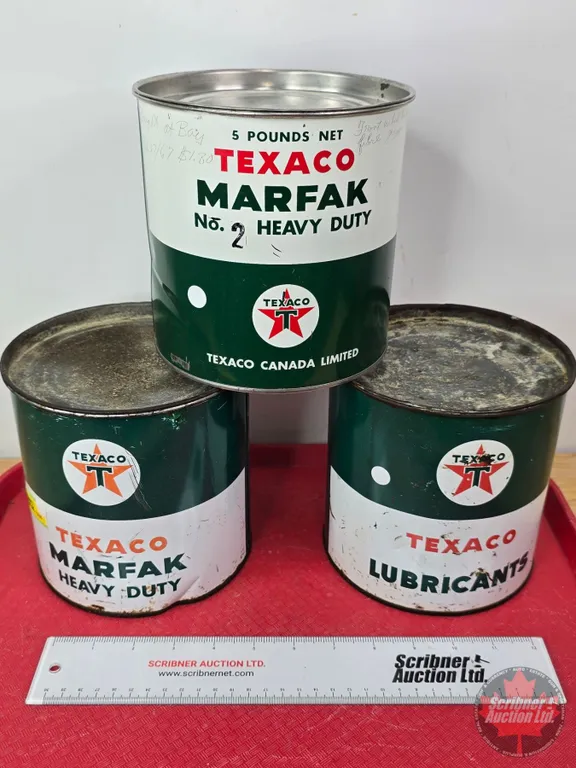 5 POUNDS NET
TEXACO
MARFAK
No. 2 HEAVY DUTY
TEXACO
T
TEXACO CANADA LIMITED
TEXACO
T
TEXACO
MARFAK
HEAVY DUTY
TEXACO
T
TEXACO
LUBRICANTS
SCRIBNER AUCTION LTD.
www.scribnernet.com
Scribner
Auction Ltd.
Scribner
Auction Ltd.